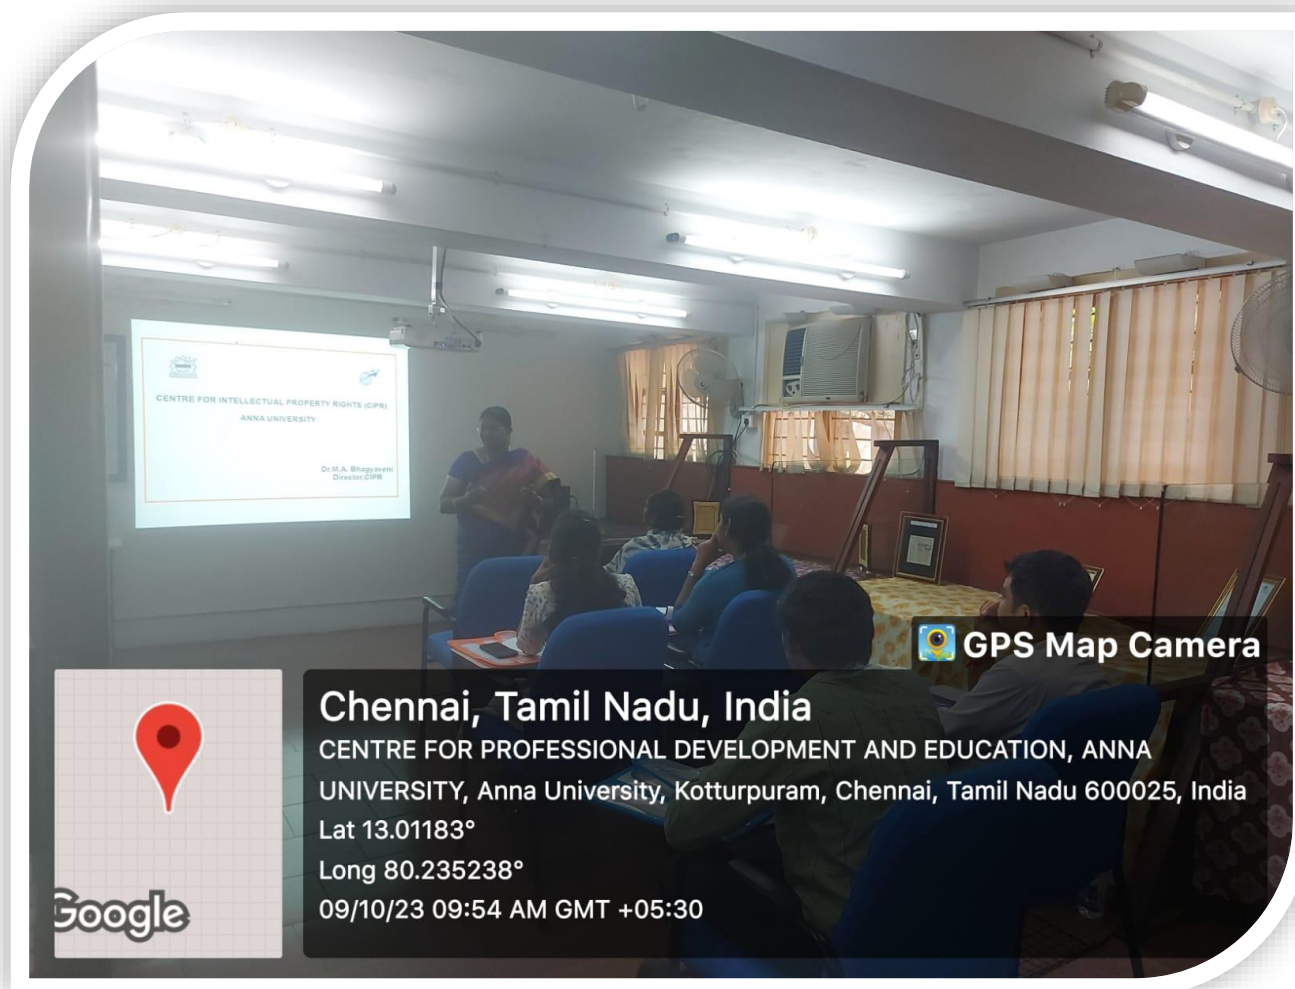 CENTRE FOR INTELLECTUAL PROPERTY RIGHTS (CIPR)
ANNA UNIVERSITY
Dr.M.A. Bhagyaveni
Director,CIPR
GPS Map Camera
Chennai, Tamil Nadu, India
CENTRE FOR PROFESSIONAL DEVELOPMENT AND EDUCATION, ANNA
UNIVERSITY, Anna University, Kotturpuram, Chennai, Tamil Nadu 600025, India
Lat 13.01183°
Long 80.235238°
09/10/23 09:54 AM GMT +05:30
Google